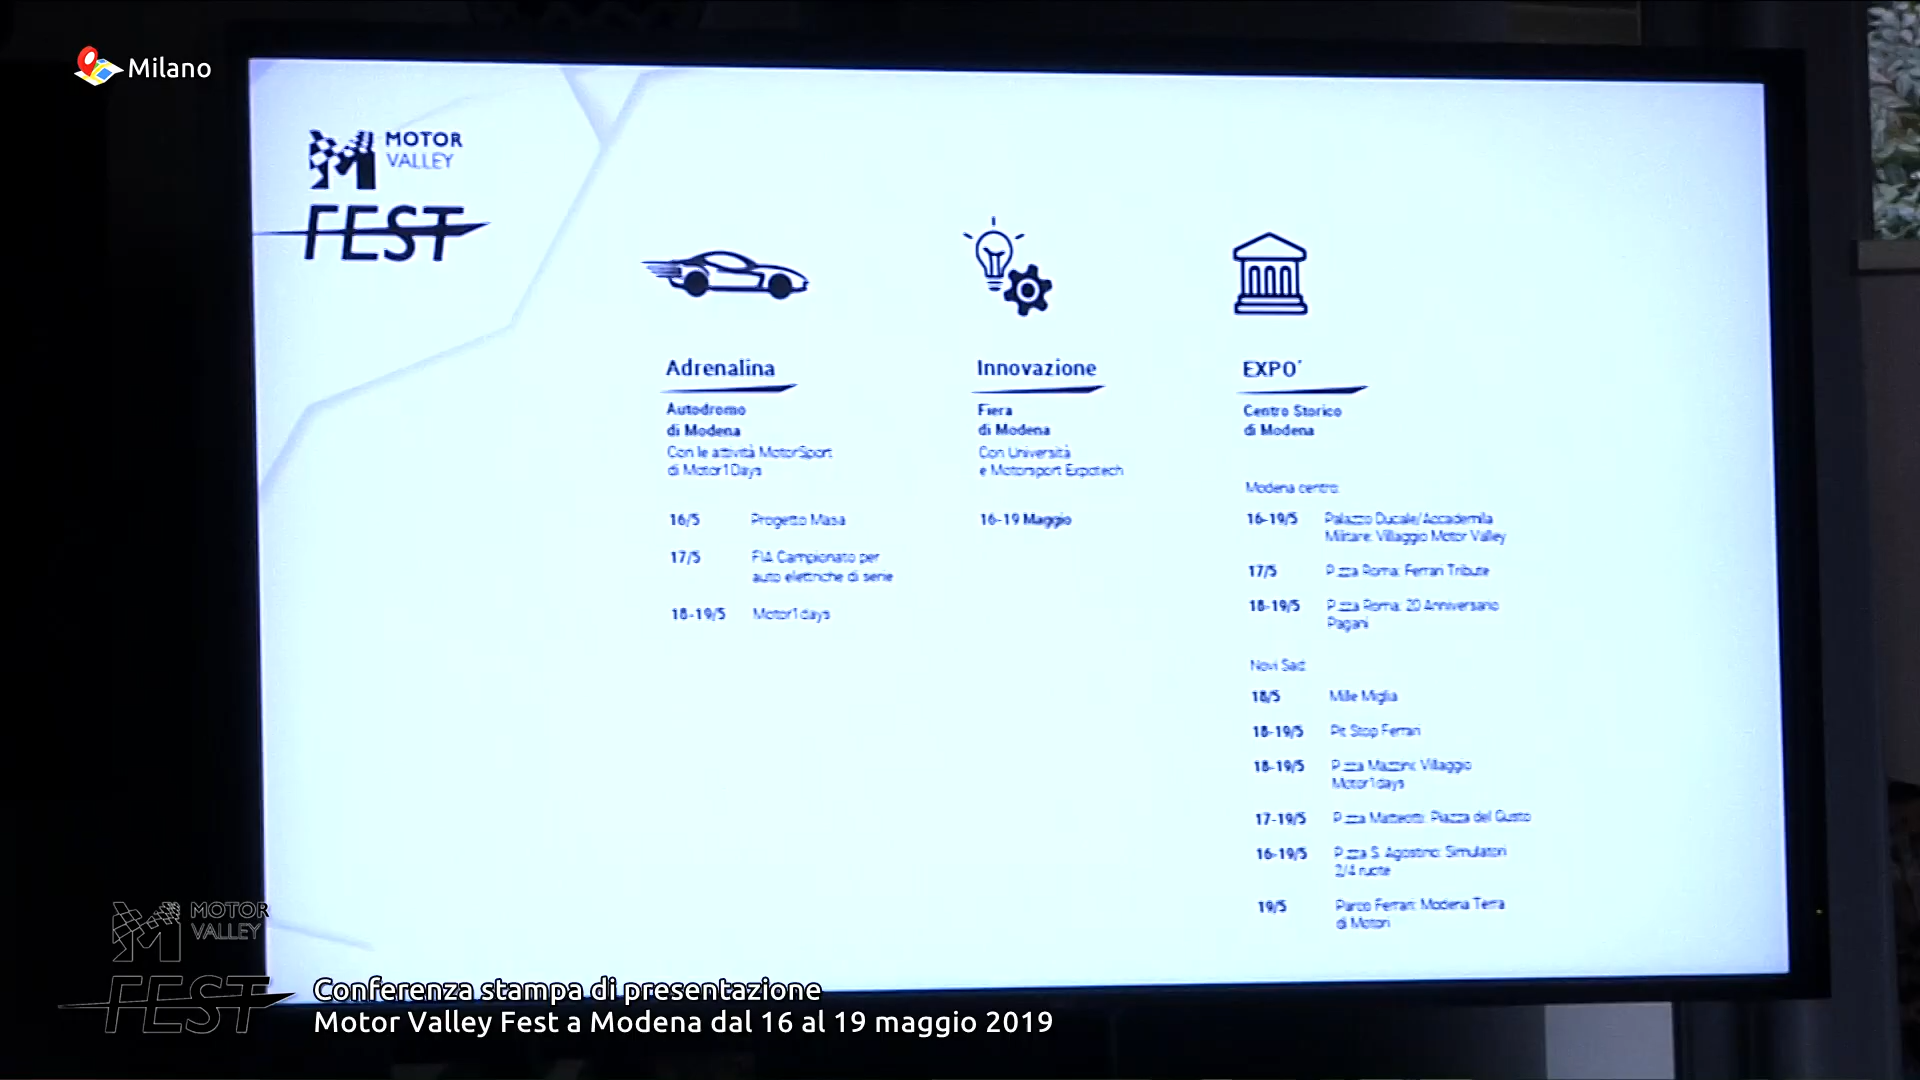 Milano
MOTOR
VALLEY
FEST
Adrenalina
Autodromo
di Modena
Con le attività MotorSport
di Motor1Days
16/5 Progetto Masa
17/5 FIA Campionato per
auto elettriche di serie
18-19/5 Motor1days
Innovazione
Fiera
di Modena
Con Università
e Motorsport Expotech
16-19 Maggio
EXPO'
Centro Storico
di Modena
Modena centro:
16-19/5 Palazzo Ducale/Accademila
Militare: Villaggio Motor Valley
17/5 P.zza Roma: Ferrari Tribute
18-19/5 P.zza Roma: 20 Anniversario
Pagani
Novi Sad:
18/5 Mille Miglia
18-19/5 Pit Stop Ferrari
18-19/5 P.zza Mazzini: Villaggio
Motor1days
17-19/5 P.zza Matteotti: Piazza del Gusto
16-19/5 P.zza S. Agostino: Simulatori
2/4 ruote
19/5 Parco Ferrari: Modena Terra
di Motori
MOTOR
VALLEY
FEST
Conferenza stampa di presentazione
Motor Valley Fest a Modena dal 16 al 19 maggio 2019